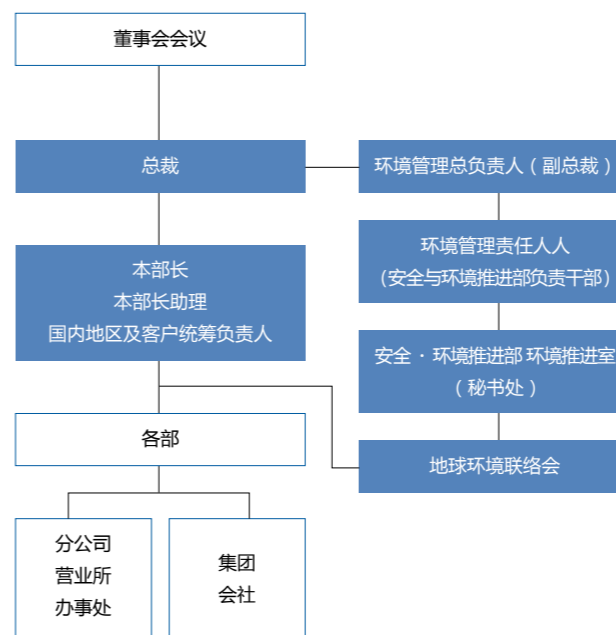 董事会会议
总裁
环境管理总负责人（副总裁）
本部长
本部长助理
国内地区及客户统筹负责人
环境管理责任人人
(安全与环境推进部负责干部)
安全 · 环境推进部 环境推进室
（秘书处）
各部
地球环境联络会
分公司
营业所
办事处
集团
会社